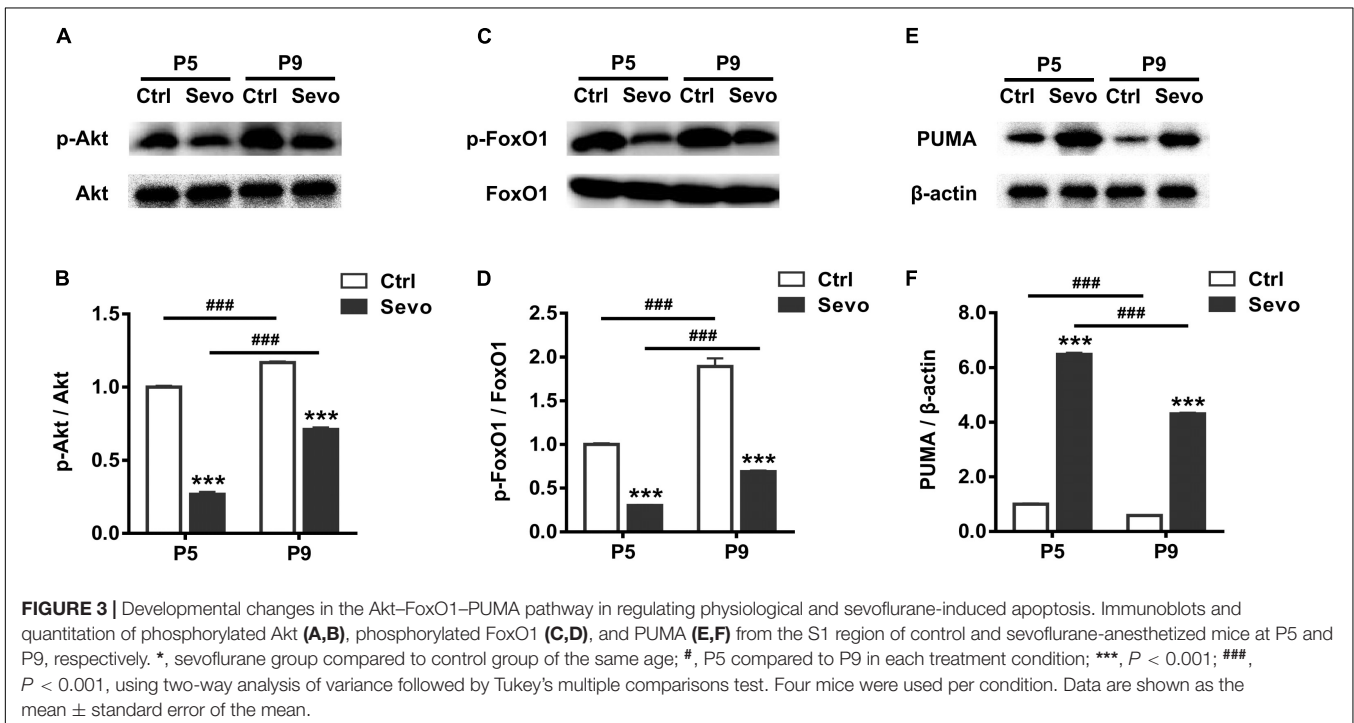 A
P5 P9
Ctrl Sevo Ctrl Sevo
p-Akt
Akt
C
P5 P9
Ctrl Sevo Ctrl Sevo
p-FoxO1
FoxO1
E
P5 P9
Ctrl Sevo Ctrl Sevo
PUMA
β-actin
B
Ctrl
Sevo
p-Akt / Akt
1.5
1.0
0.5
0.0
###
###
***
***
P5 P9
D
Ctrl
Sevo
p-FoxO1 / FoxO1
2.5
2.0
1.5
1.0
0.5
0.0
###
###
***
***
P5 P9
F
Ctrl
Sevo
PUMA / β-actin
8.0
6.0
4.0
2.0
0.0
###
###
***
***
P5 P9
FIGURE 3 | Developmental changes in the Akt–FoxO1–PUMA pathway in regulating physiological and sevoflurane-induced apoptosis. Immunoblots and
quantitation of phosphorylated Akt (A,B), phosphorylated FoxO1 (C,D), and PUMA (E,F) from the S1 region of control and sevoflurane-anesthetized mice at P5 and
P9, respectively. *, sevoflurane group compared to control group of the same age; #, P5 compared to P9 in each treatment condition; ***, P < 0.001; ###,
P < 0.001, using two-way analysis of variance followed by Tukey's multiple comparisons test. Four mice were used per condition. Data are shown as the
mean ± standard error of the mean.